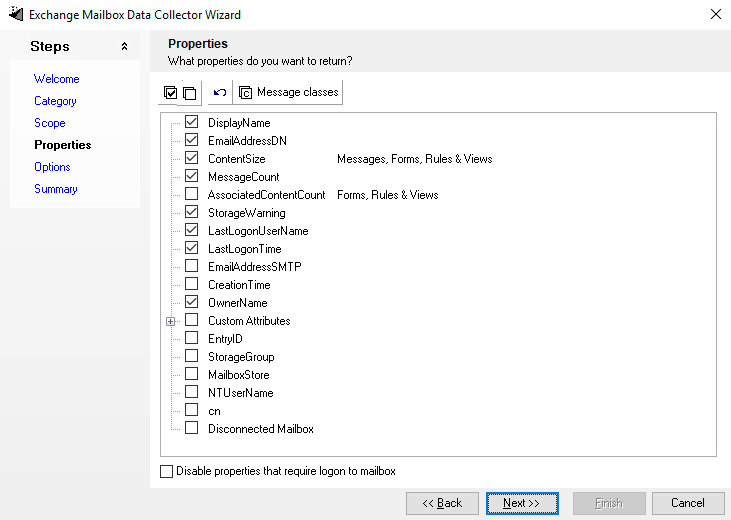 Exchange Mailbox Data Collector Wizard
Steps
Welcome
Category
Scope
Properties
Options
Summary
Properties
What properties do you want to return?
C Message classes
DisplayName
EmailAddressDN
ContentSize Messages, Forms, Rules & Views
MessageCount
AssociatedContentCount Forms, Rules & Views
StorageWarning
LastLogonUserName
LastLogonTime
EmailAddressSMTP
CreationTime
OwnerName
Custom Attributes
EntryID
StorageGroup
MailboxStore
NTUserName
cn
Disconnected Mailbox
Disable properties that require logon to mailbox
<< Back Next >> Finish Cancel